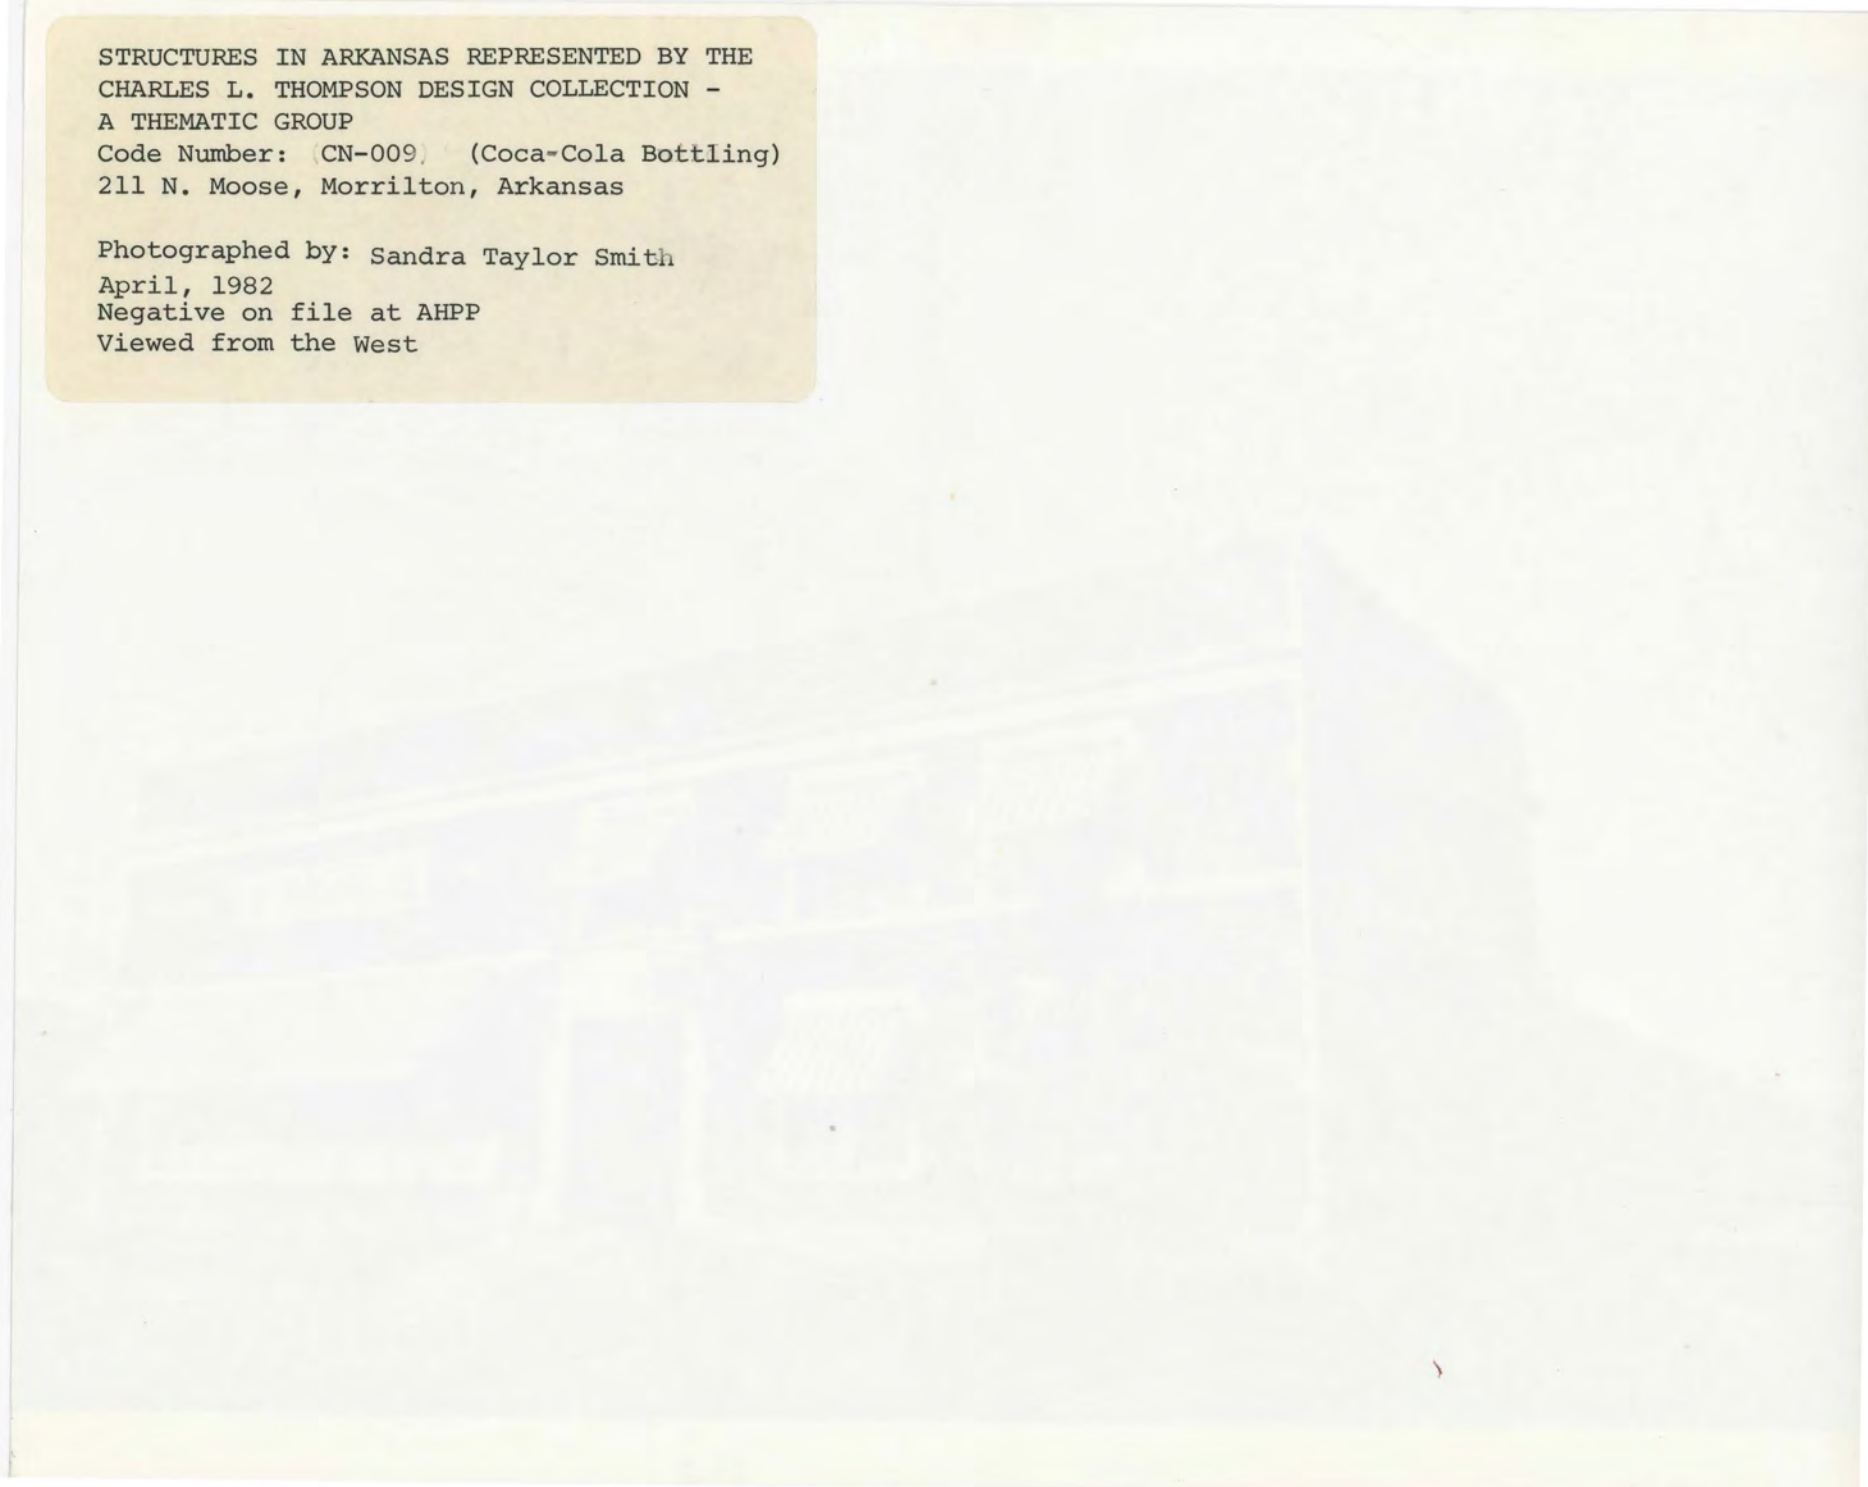 STRUCTURES IN ARKANSAS REPRESENTED BY THE
CHARLES L. THOMPSON DESIGN COLLECTION -
A THEMATIC GROUP
Code Number: (CN-009) (Coca-Cola Bottling)
211 N. Moose, Morrilton, Arkansas
Photographed by: Sandra Taylor Smith
April, 1982
Negative on file at AHPP
Viewed from the West